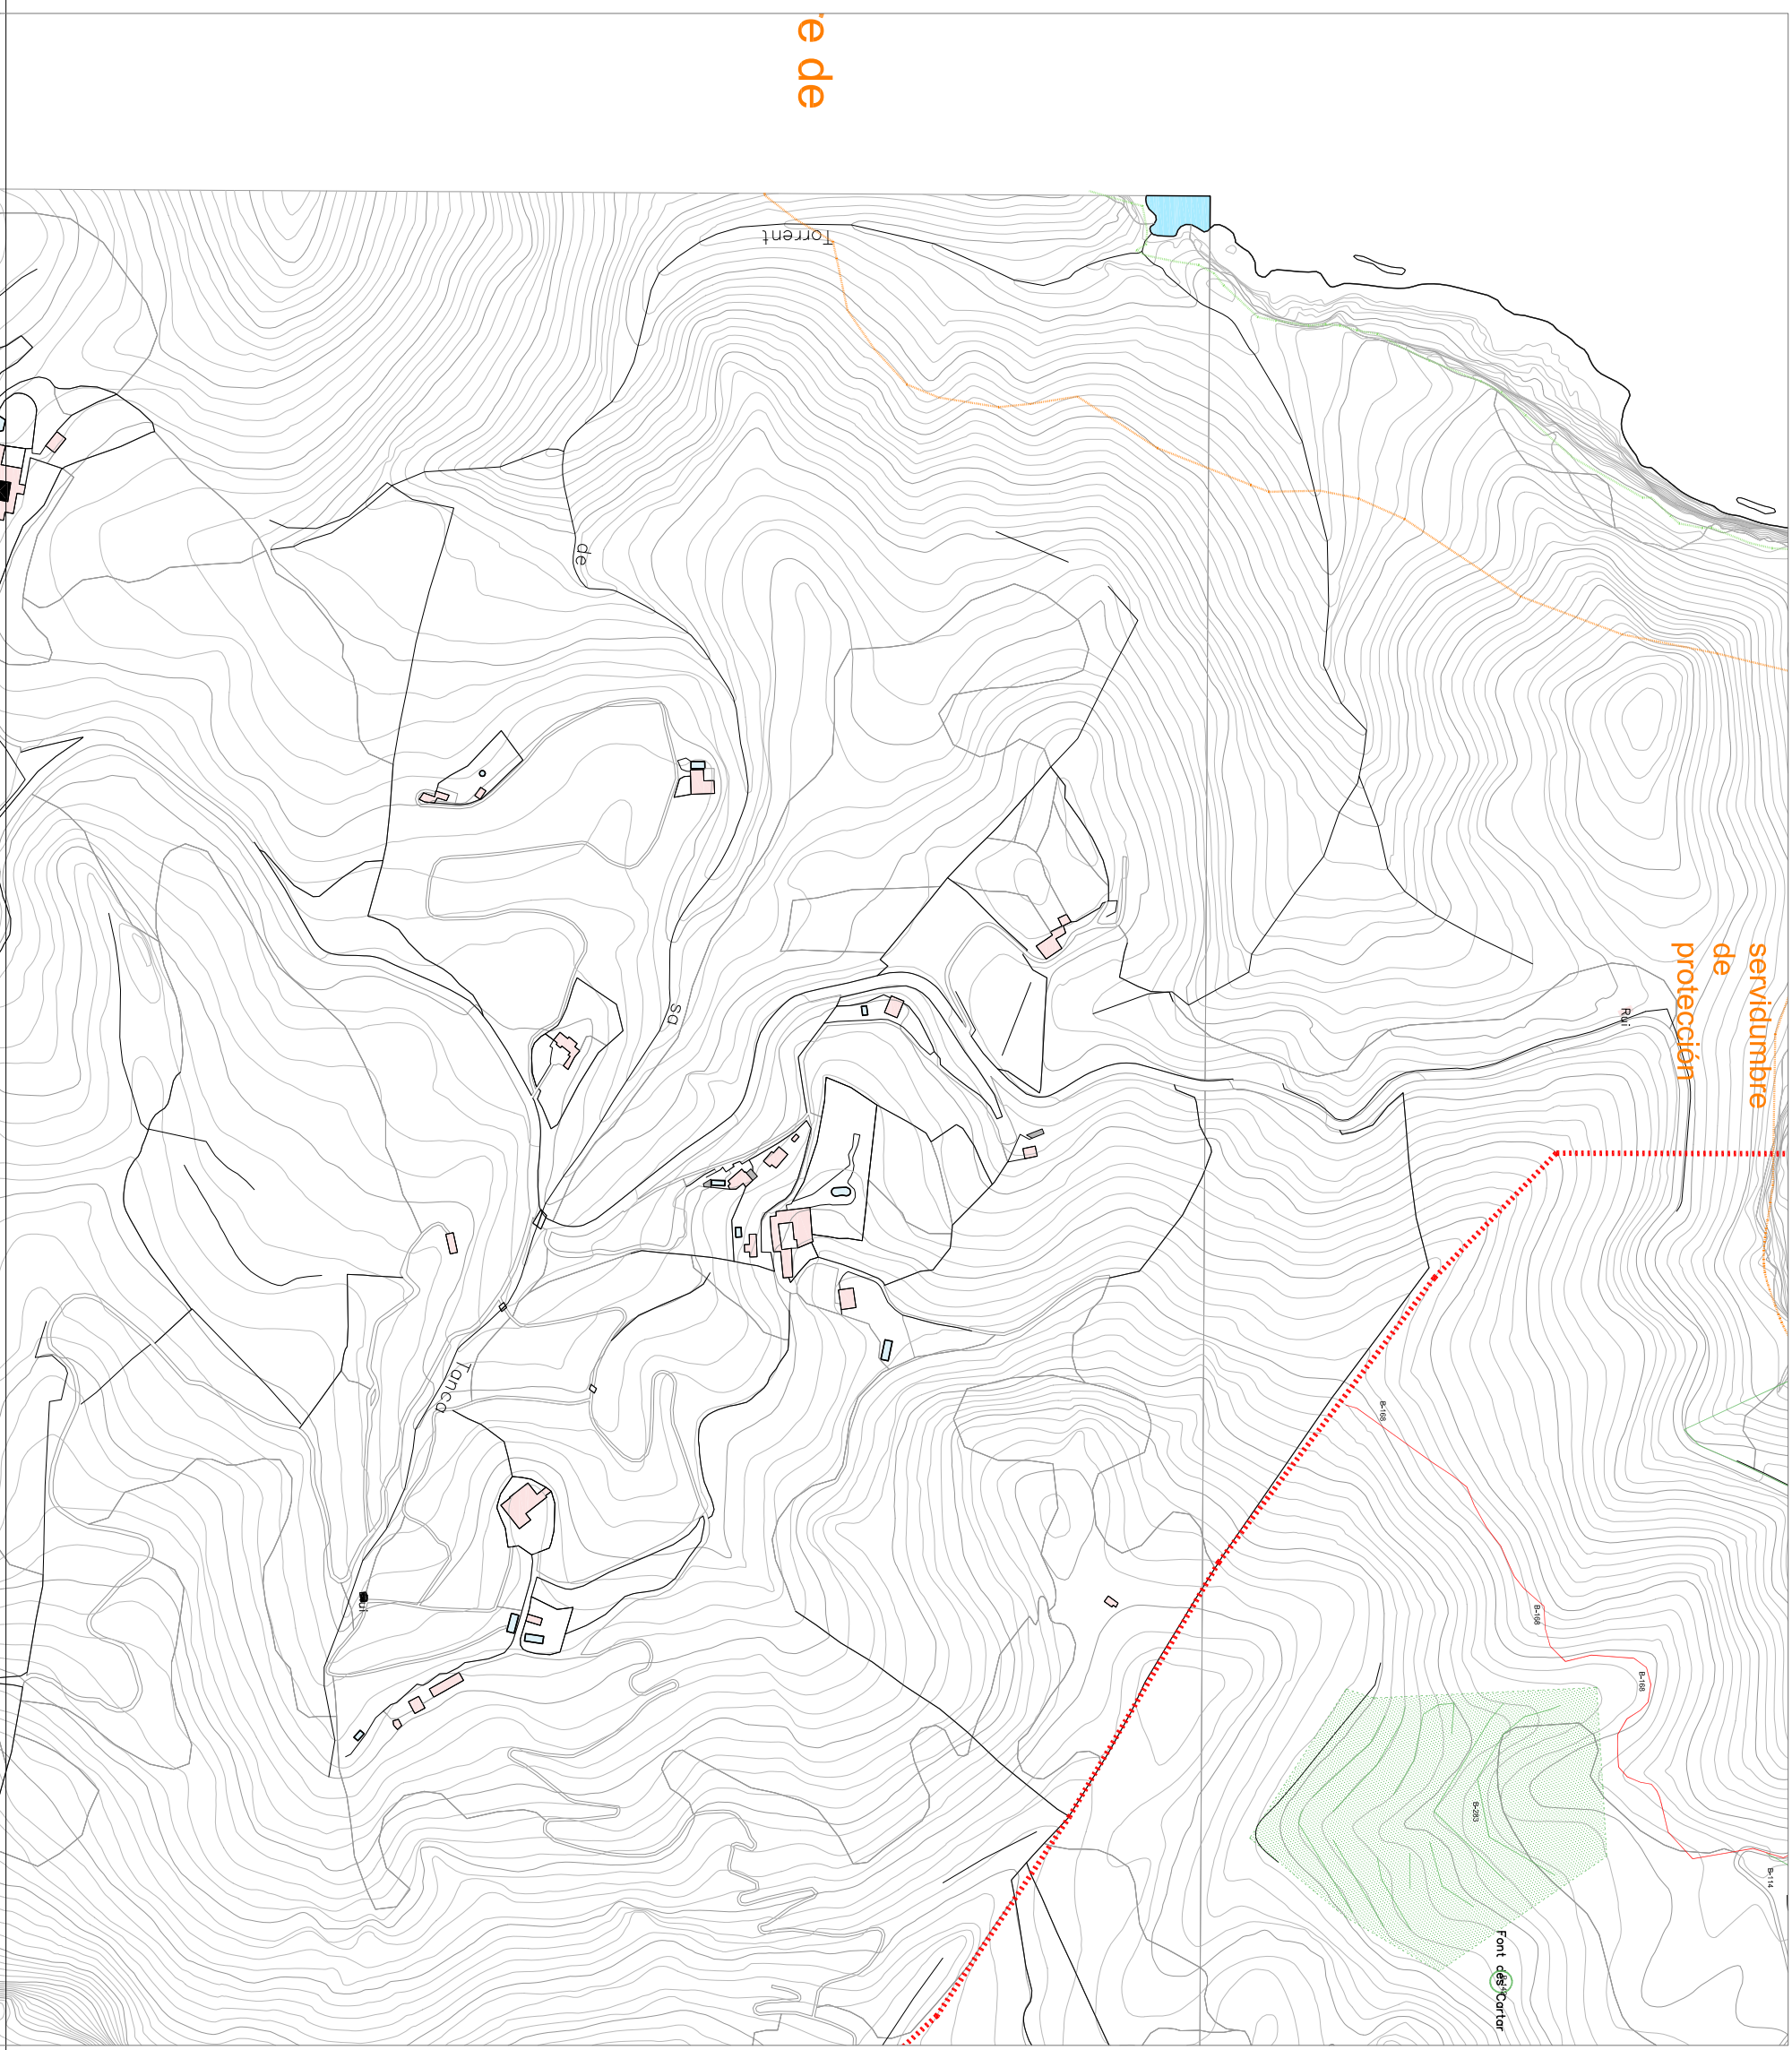 e de
Torrent
de
sa
servidumbre
de
protección
Rui
Tanca
B-168
B-168
B-168
B-283
B-114
Font des Cartar